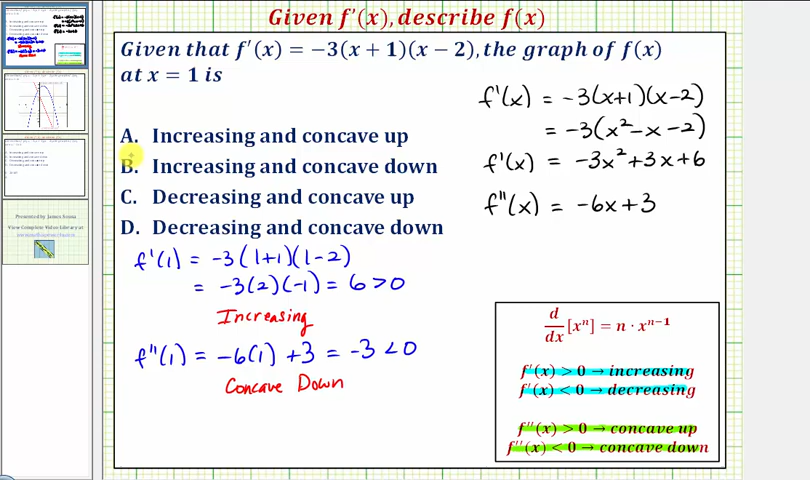 Given f'(x), describe f(x)
Given that f'(x) = −3(x + 1)(x − 2), the graph of f(x)
at x = 1 is
A. Increasing and concave up
B. Increasing and concave down
C. Decreasing and concave up
D. Decreasing and concave down
f'(x) = -3(x+1)(x-2)
= -3(x²-x-2)
f'(x) = -3x²+3x+6
f''(x) = -6x+3
f'(1) = -3(1+1)(1-2)
= -3(2)(-1) = 6 > 0
Increasing
f''(1) = -6(1) +3 = -3 < 0
Concave Down
d/dx [xⁿ] = n · xⁿ⁻¹
f'(x) > 0 → increasing
f'(x) < 0 → decreasing
f''(x) > 0 → concave up
f''(x) < 0 → concave down
Presented by James Sousa